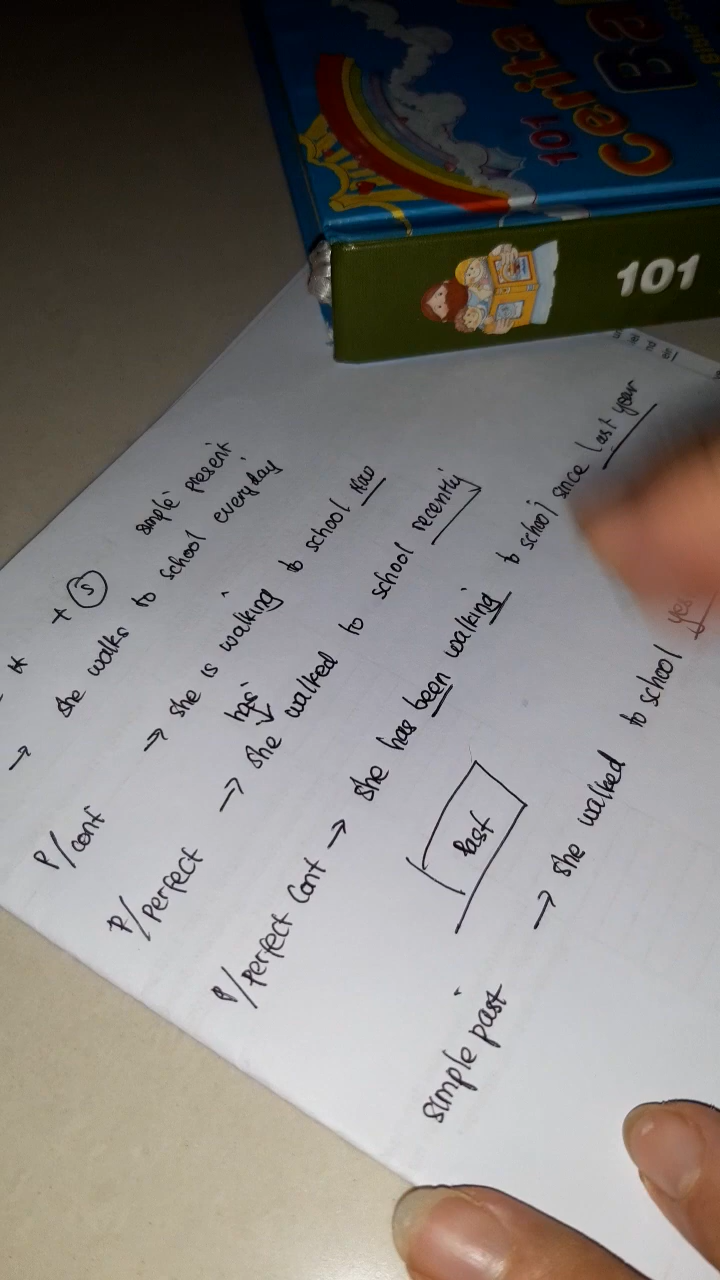 101
Cerita
Ba
101
+ s simple present
→ she walks to school everyday
P/cont → she is walking to school now
has
P/perfect → she walked to school recently
P/perfect Cont → she has been walking to school since last year
Past
simple past → she walked to school